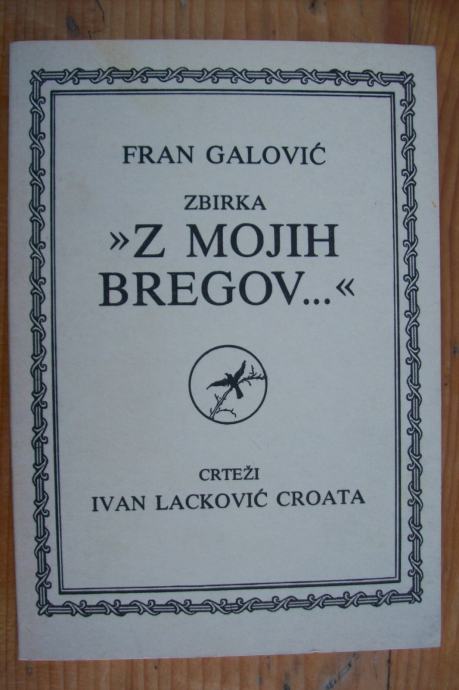 FRAN GALOVIĆ
ZBIRKA
»Z MOJIH
BREGOV...«
CRTEŽI
IVAN LACKOVIĆ CROATA